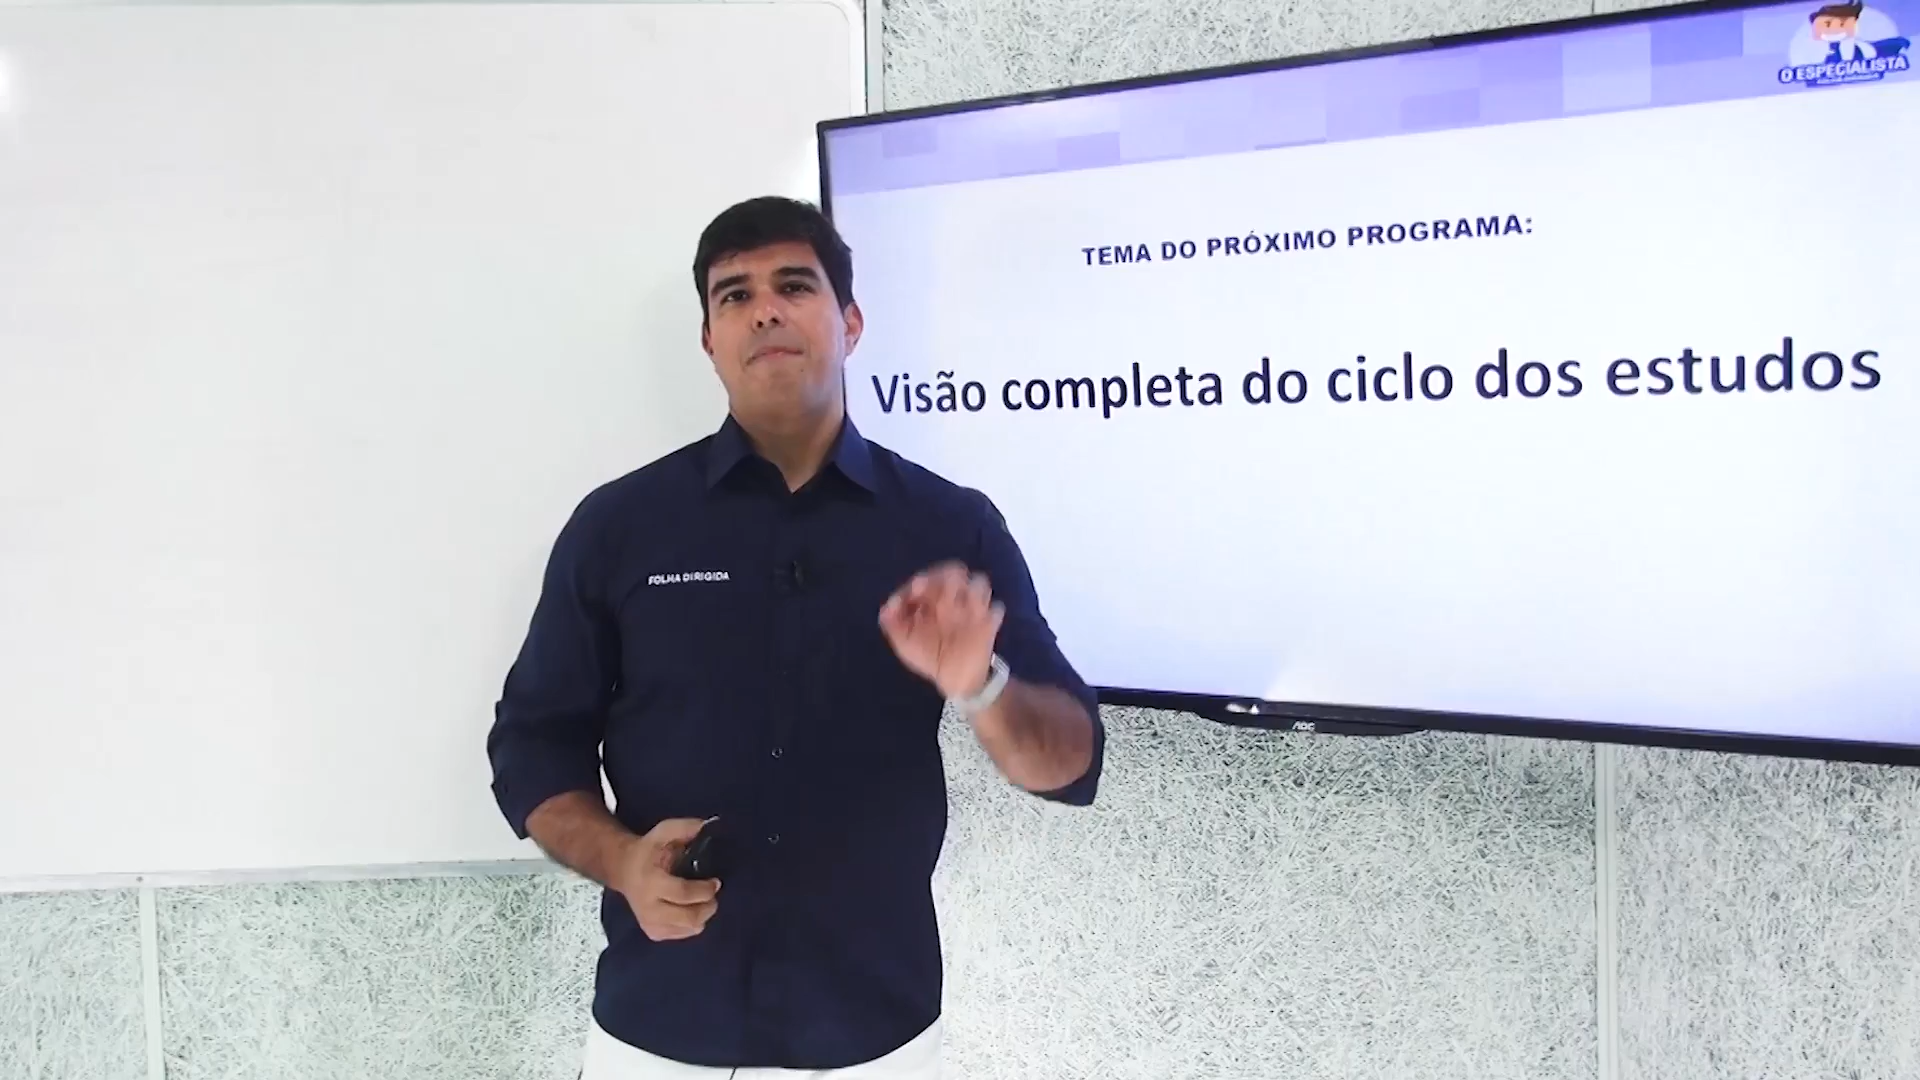 O ESPECIALISTA
TEMA DO PRÓXIMO PROGRAMA:
Visão completa do ciclo dos estudos
FOLHA DIRIGIDA
AOC